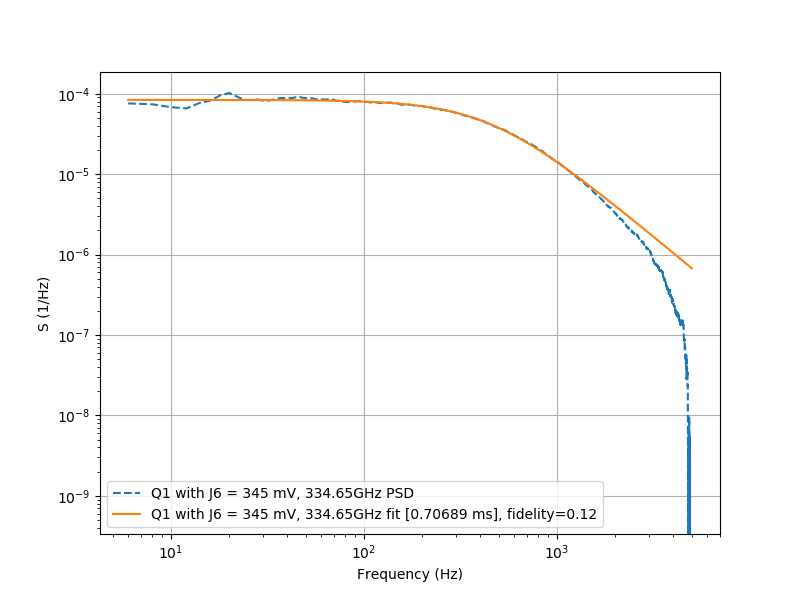 10⁻⁴
10⁻⁵
10⁻⁶
10⁻⁷
10⁻⁸
10⁻⁹
S (1/Hz)
Q1 with J6 = 345 mV, 334.65GHz PSD
Q1 with J6 = 345 mV, 334.65GHz fit [0.70689 ms], fidelity=0.12
10¹ 10² 10³
Frequency (Hz)